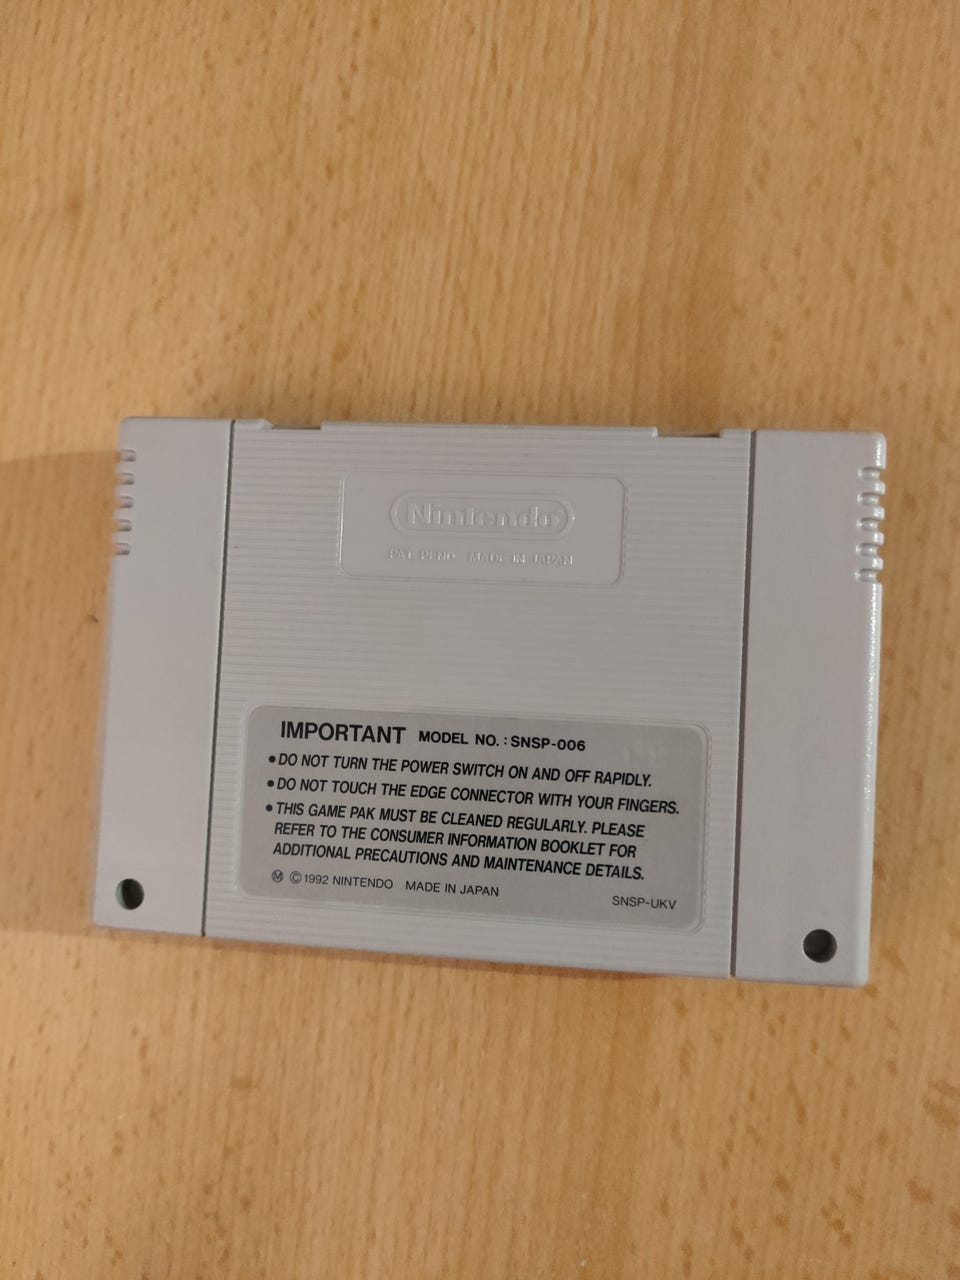 Nintendo
PAT. PEND MADE IN JAPAN
IMPORTANT MODEL NO.: SNSP-006
• DO NOT TURN THE POWER SWITCH ON AND OFF RAPIDLY.
• DO NOT TOUCH THE EDGE CONNECTOR WITH YOUR FINGERS.
• THIS GAME PAK MUST BE CLEANED REGULARLY. PLEASE
REFER TO THE CONSUMER INFORMATION BOOKLET FOR
ADDITIONAL PRECAUTIONS AND MAINTENANCE DETAILS.
Ⓜ ©1992 NINTENDO MADE IN JAPAN
SNSP-UKV